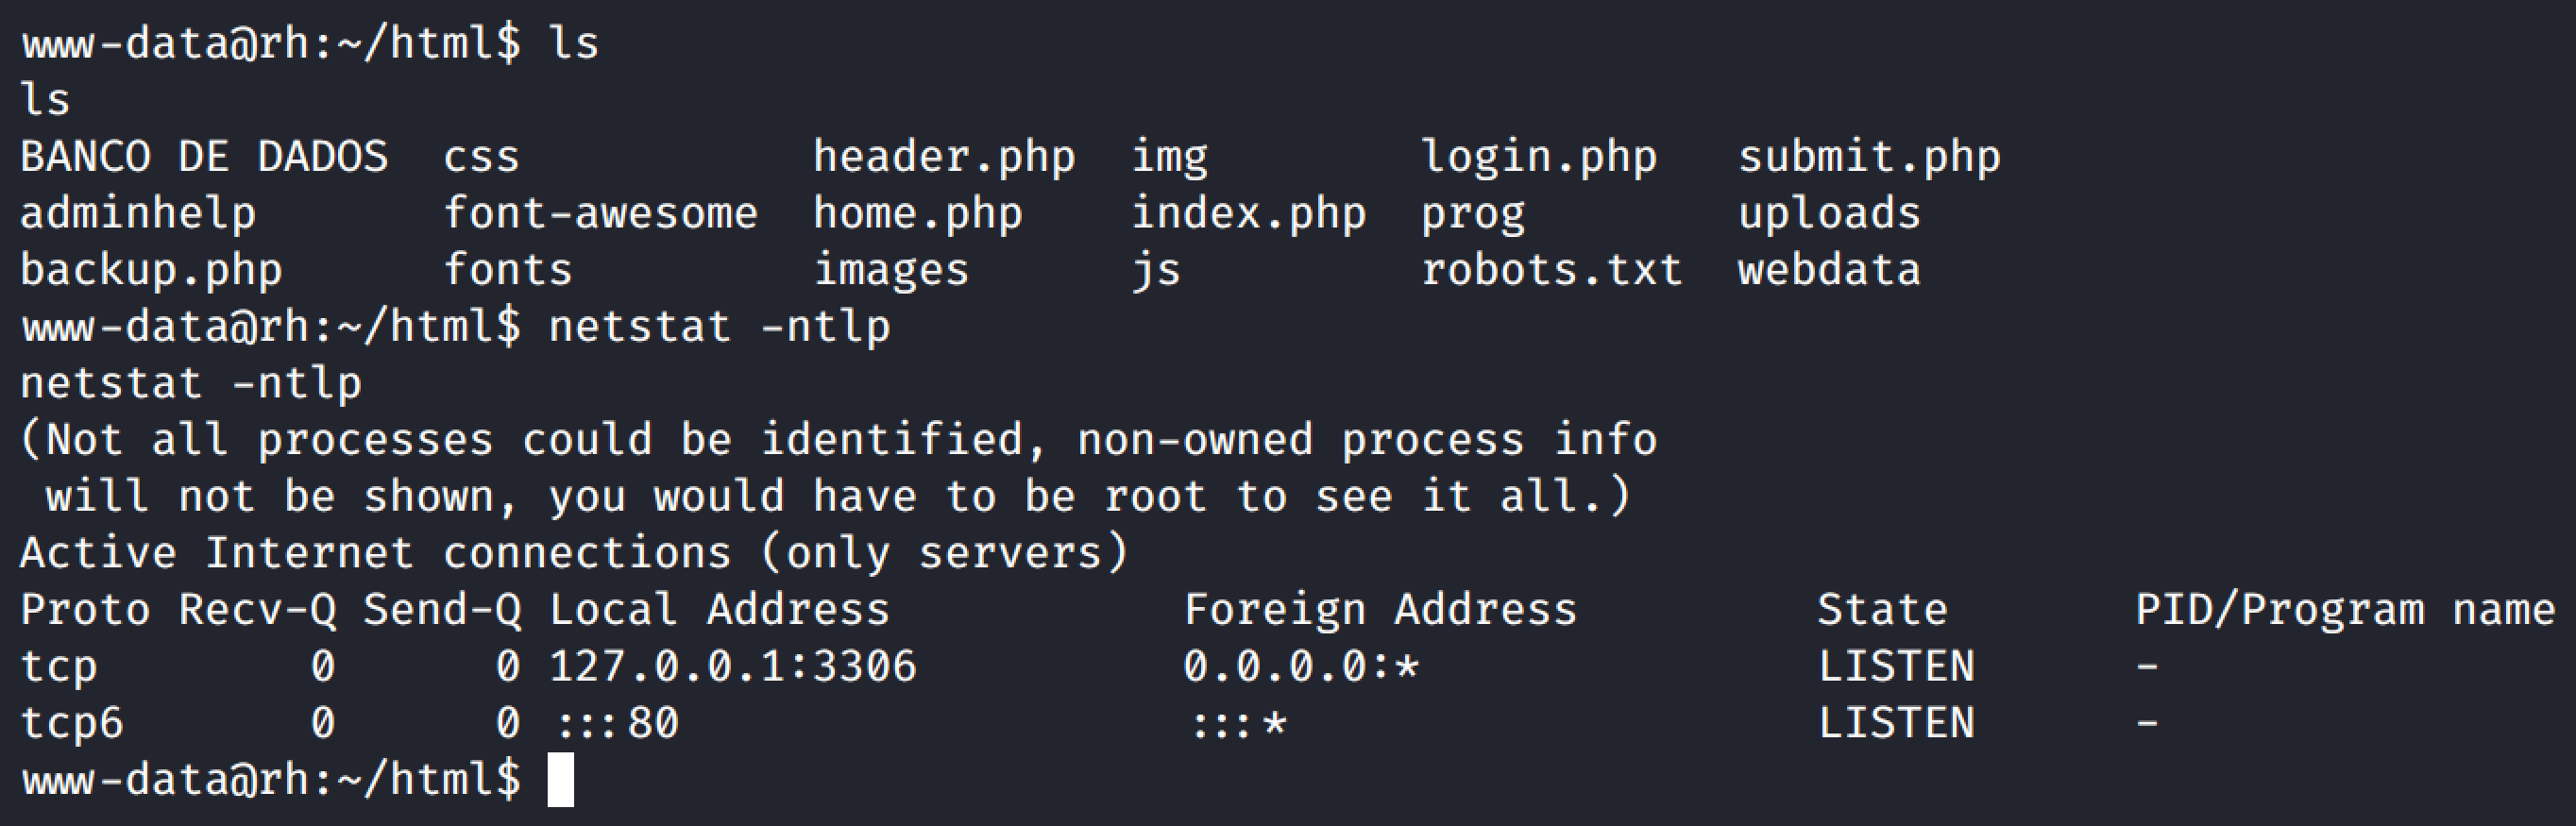 www-data@rh:~/html$ ls
ls
BANCO DE DADOS  css           header.php  img        login.php   submit.php
adminhelp       font-awesome  home.php    index.php  prog        uploads
backup.php      fonts         images      js         robots.txt  webdata
www-data@rh:~/html$ netstat -ntlp
netstat -ntlp
(Not all processes could be identified, non-owned process info
 will not be shown, you would have to be root to see it all.)
Active Internet connections (only servers)
Proto Recv-Q Send-Q Local Address           Foreign Address         State       PID/Program name
tcp        0      0 127.0.0.1:3306          0.0.0.0:*               LISTEN      -
tcp6       0      0 :::80                   :::*                    LISTEN      -
www-data@rh:~/html$